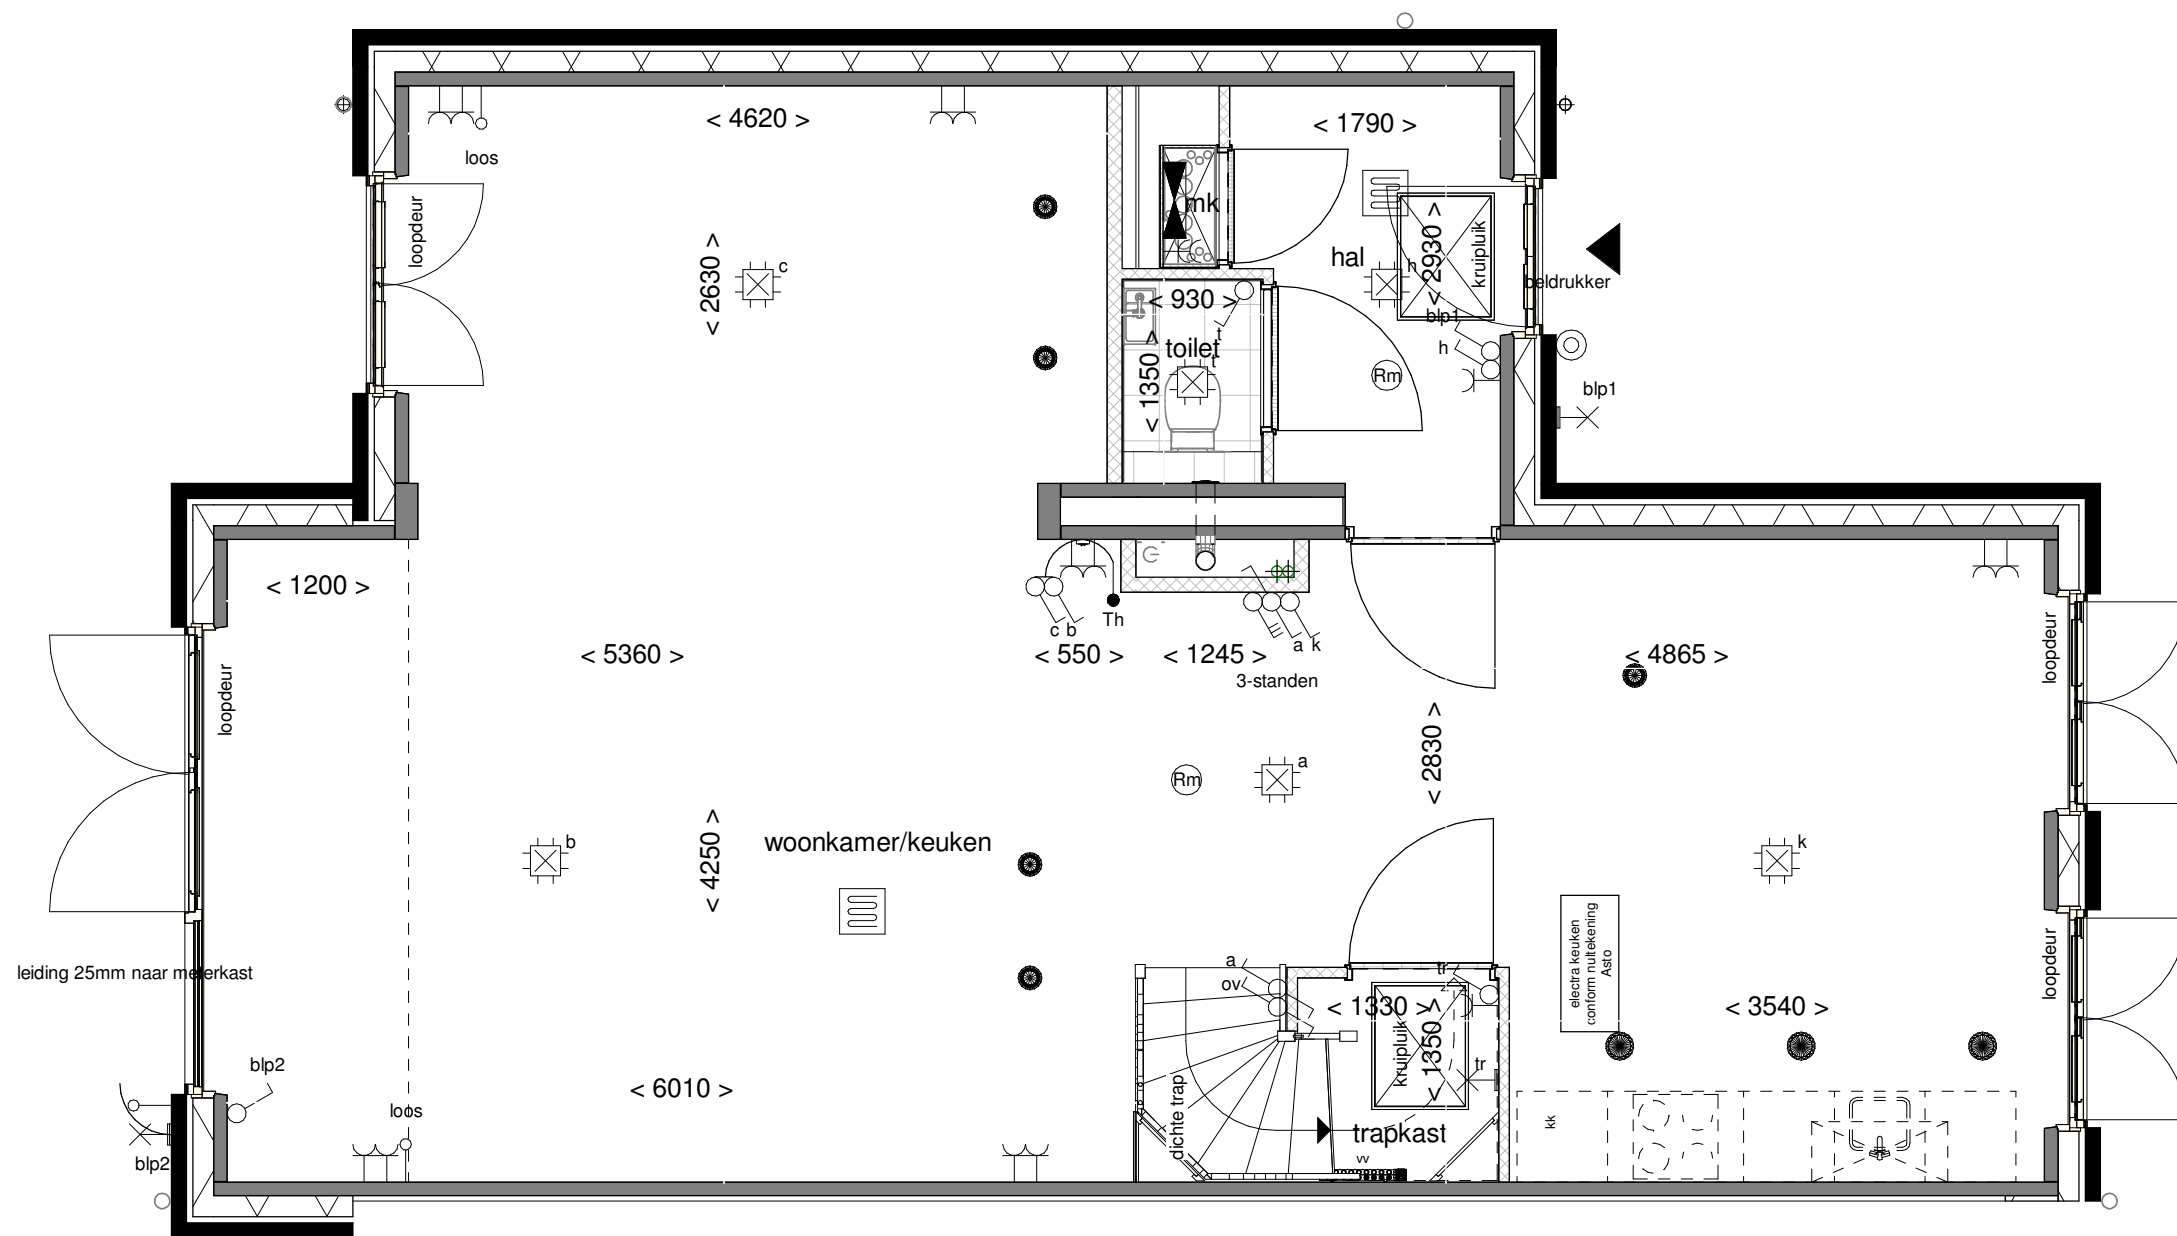 < 4620 >
< 1790 >
loos
loopdeur
mk
< 2630 >
c
hal
h
< 2930 >
kruipluik
beldrukker
< 930 >
t
blp1
toilet
t
h
< 1350 >
Rm
blp1
< 1200 >
c b
Th
a k
loopdeur
< 5360 >
< 550 >
< 1245 >
< 4865 >
3-standen
loopdeur
< 2830 >
Rm
a
b
woonkamer/keuken
k
< 4250 >
electra keuken
conform nultekening
Asto
loopdeur
leiding 25mm naar meterkast
a
ov
tr
2x
< 1330 >
< 1350 >
kruipluik
< 3540 >
blp2
tr
< 6010 >
loos
dichte trap
trapkast
vv
kk
blp2